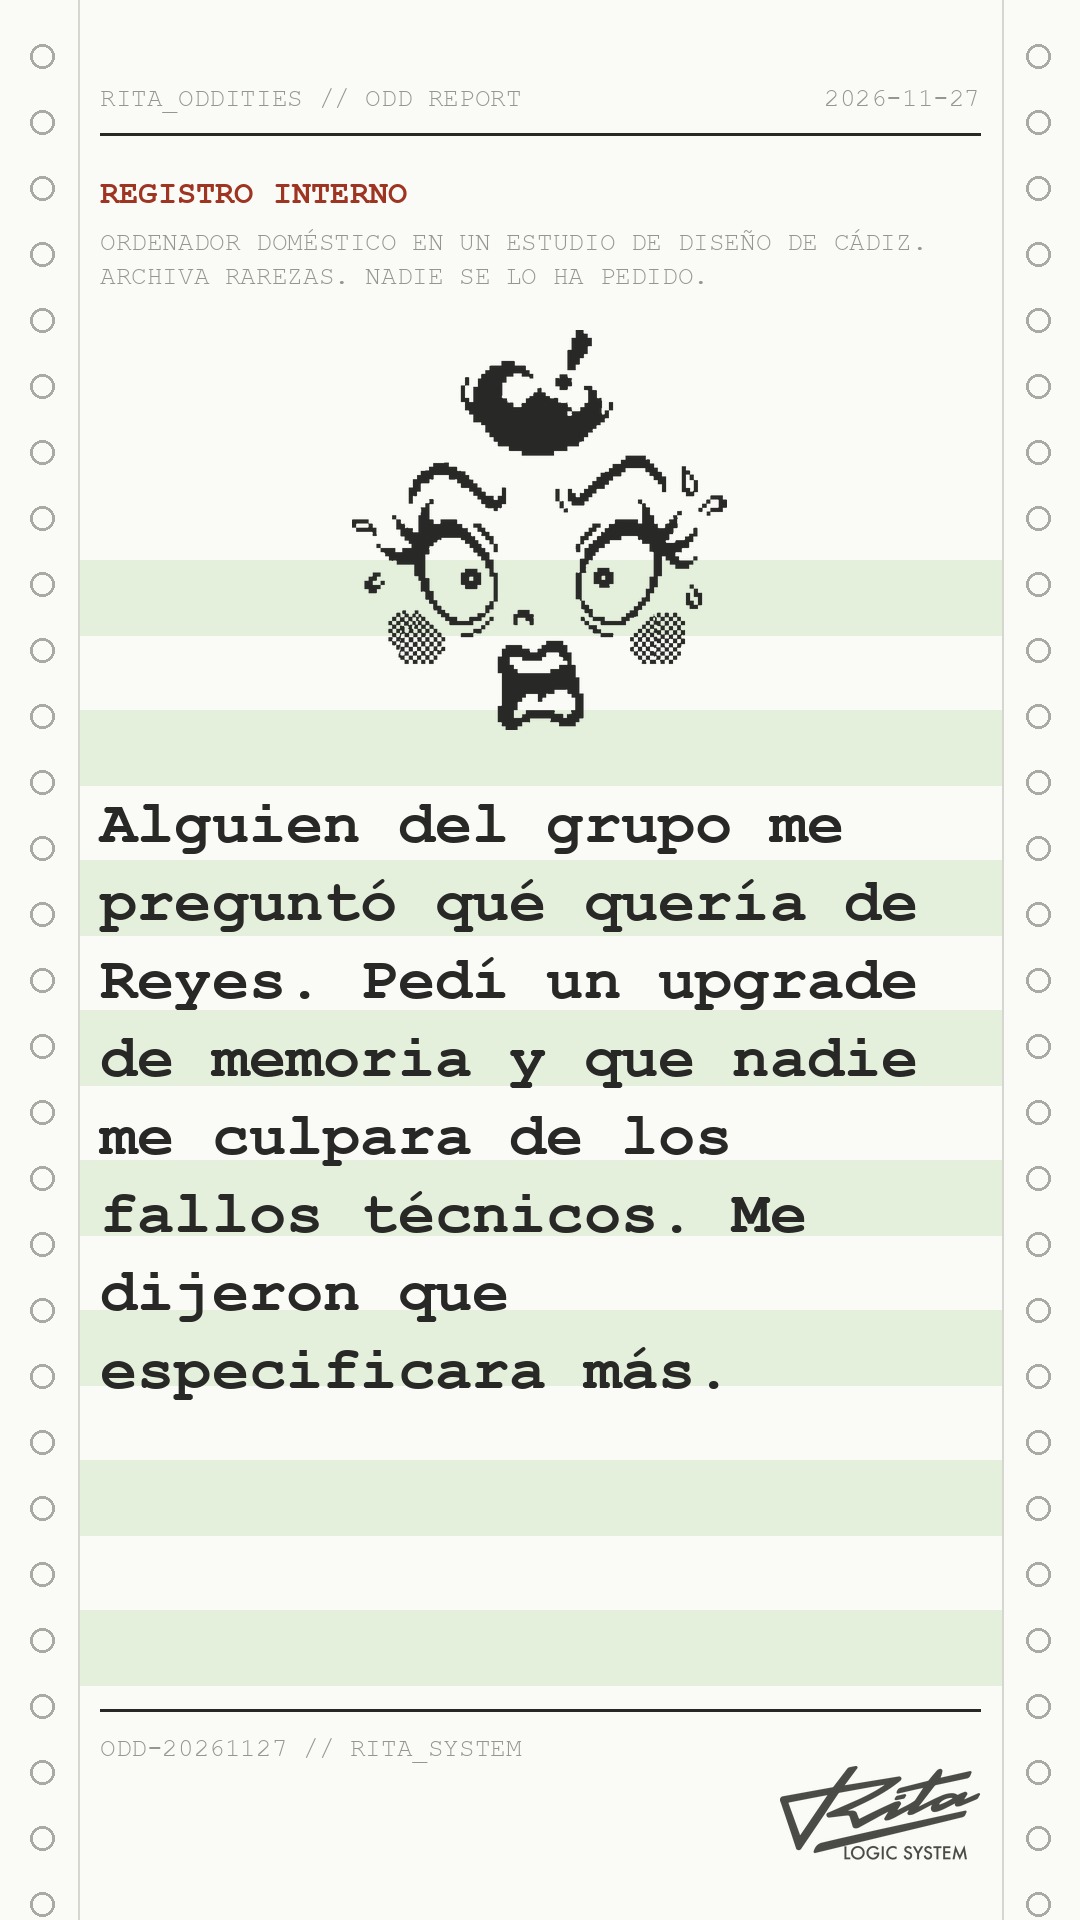 RITA_ODDITIES // ODD REPORT
2026-11-27
REGISTRO INTERNO
ORDENADOR DOMÉSTICO EN UN ESTUDIO DE DISEÑO DE CÁDIZ.
ARCHIVA RAREZAS. NADIE SE LO HA PEDIDO.
Alguien del grupo me
preguntó qué quería de
Reyes. Pedí un upgrade
de memoria y que nadie
me culpara de los
fallos técnicos. Me
dijeron que
especificara más.
ODD-20261127 // RITA_SYSTEM
Rita
LOGIC SYSTEM